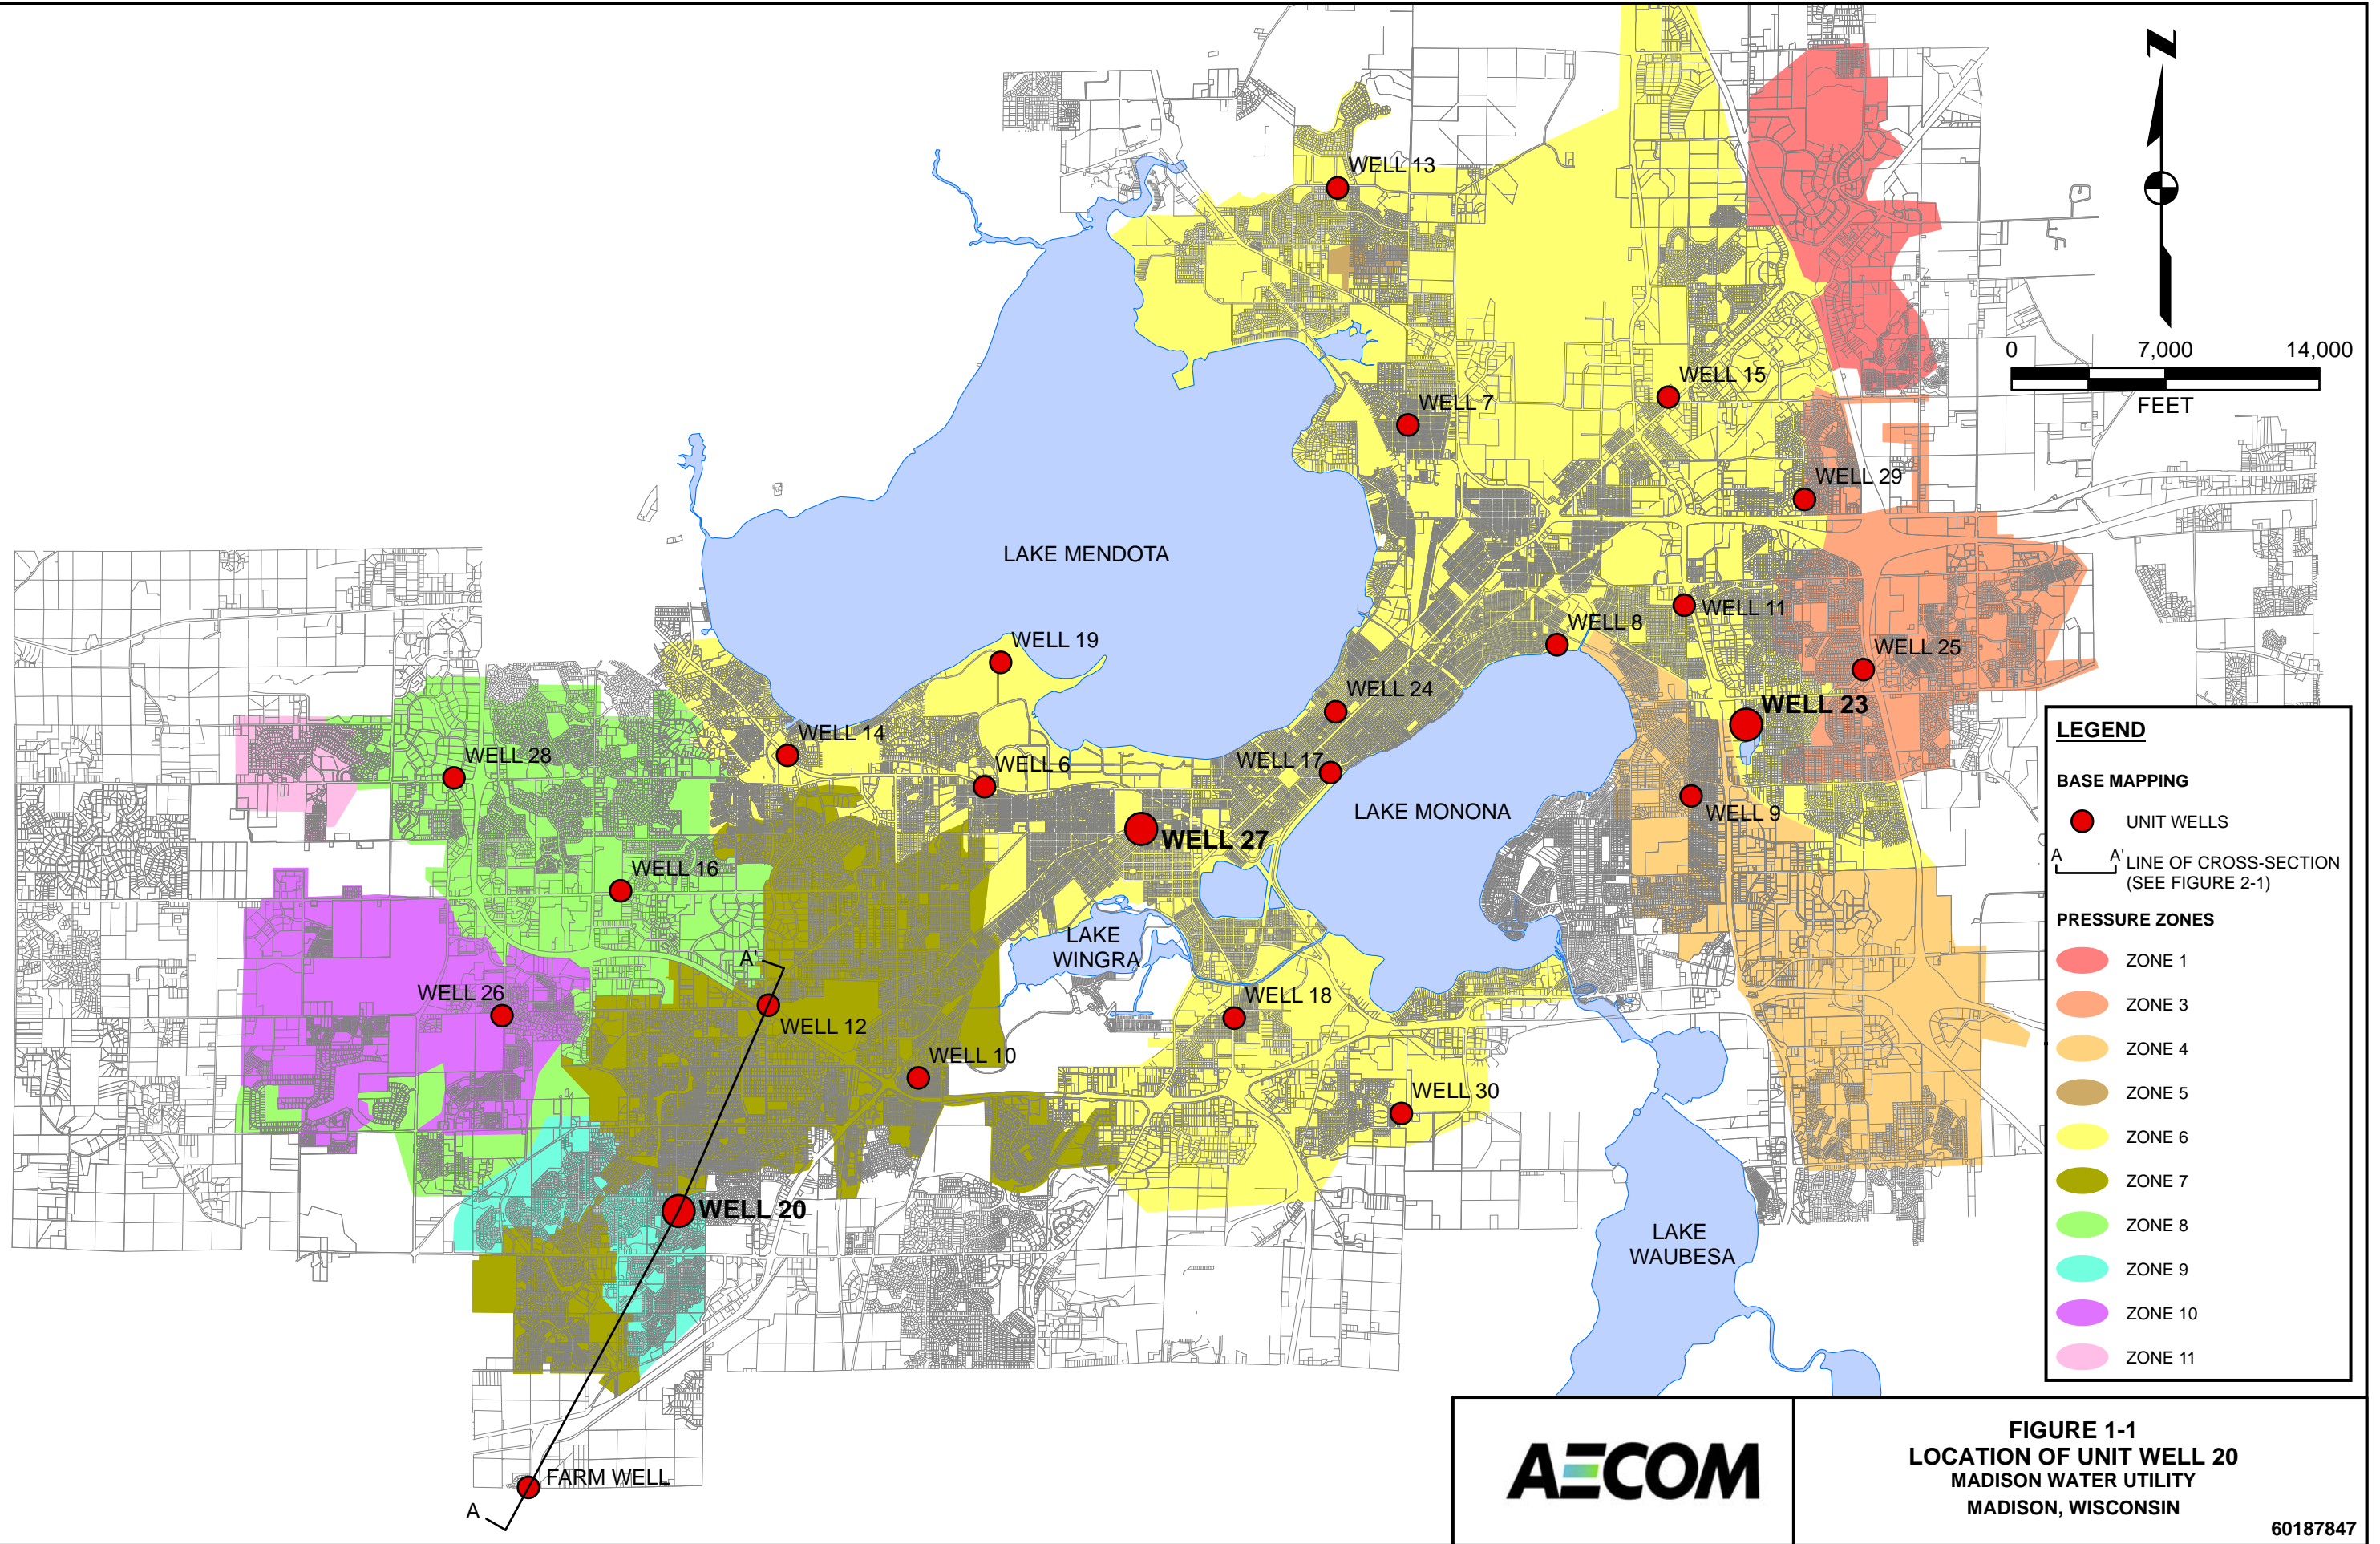 N
0 7,000 14,000
FEET
WELL 13
WELL 15
WELL 7
WELL 29
LAKE MENDOTA
WELL 11
WELL 8
WELL 19
WELL 25
WELL 24
WELL 23
WELL 14
WELL 28
WELL 6
WELL 17
LAKE MONONA
WELL 9
WELL 27
WELL 16
LAKE
WINGRA
A'
WELL 26
WELL 18
WELL 12
WELL 10
WELL 30
WELL 20
LAKE
WAUBESA
FARM WELL
A
LEGEND
BASE MAPPING
UNIT WELLS
A A' LINE OF CROSS-SECTION
(SEE FIGURE 2-1)
PRESSURE ZONES
ZONE 1
ZONE 3
ZONE 4
ZONE 5
ZONE 6
ZONE 7
ZONE 8
ZONE 9
ZONE 10
ZONE 11
AECOM
FIGURE 1-1
LOCATION OF UNIT WELL 20
MADISON WATER UTILITY
MADISON, WISCONSIN
60187847